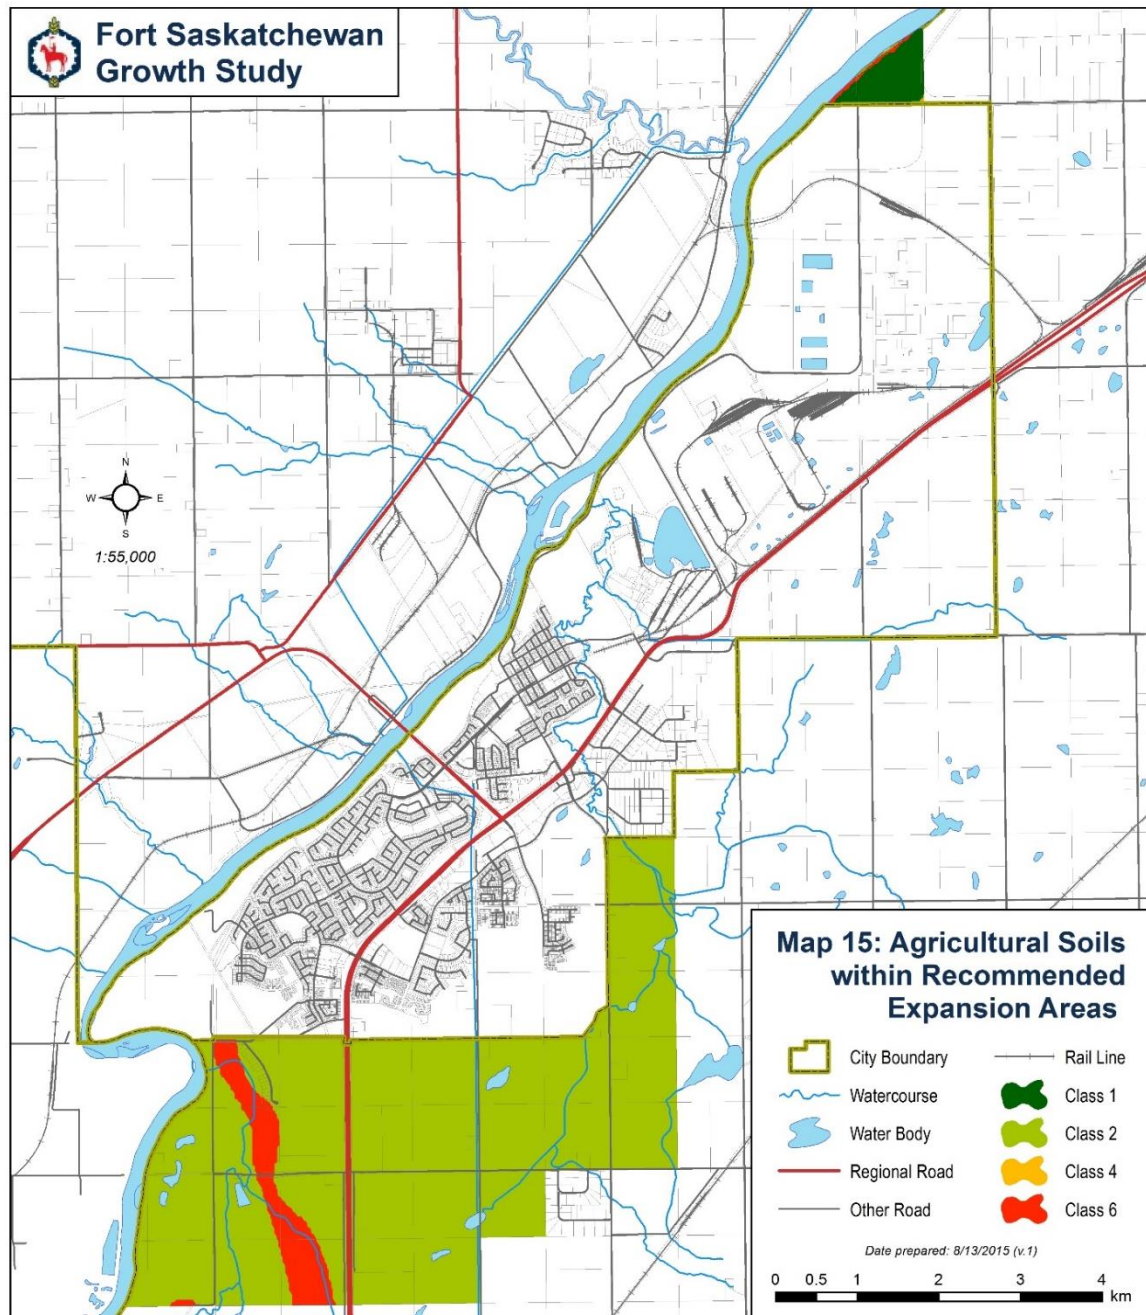 Fort Saskatchewan
Growth Study
N
W
E
S
1:55,000
Map 15: Agricultural Soils
within Recommended
Expansion Areas
City Boundary
Rail Line
Watercourse
Class 1
Water Body
Class 2
Regional Road
Class 4
Other Road
Class 6
Date prepared: 8/13/2015 (v.1)
0 0.5 1 2 3 4
km